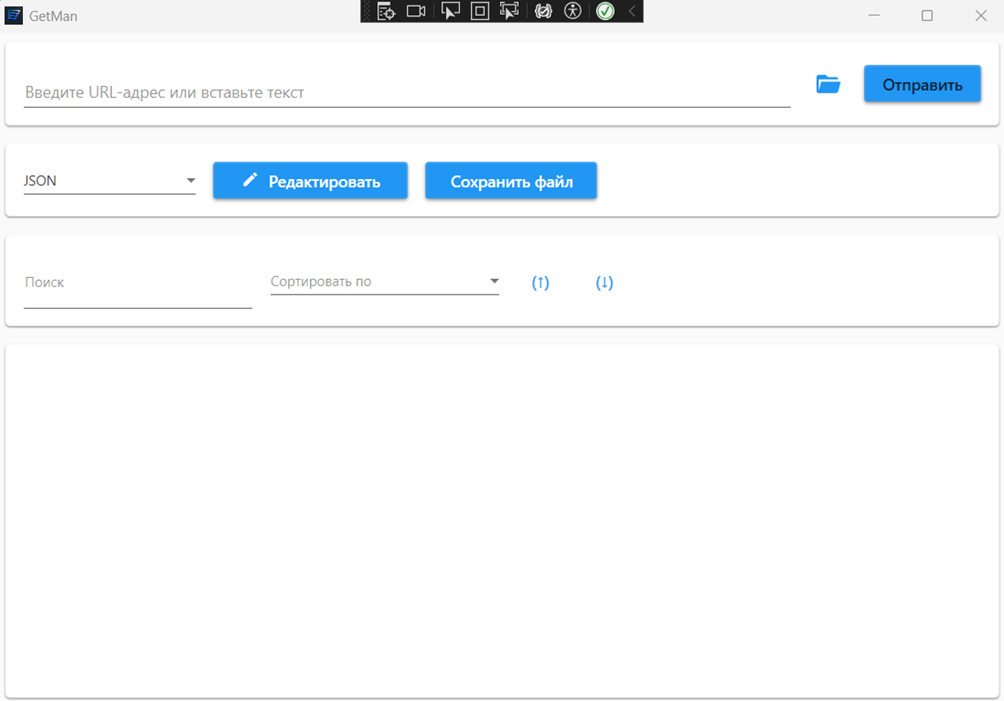 GetMan
Введите URL-адрес или вставьте текст
Отправить
JSON
Редактировать
Сохранить файл
Поиск
Сортировать по
(↑)
(↓)